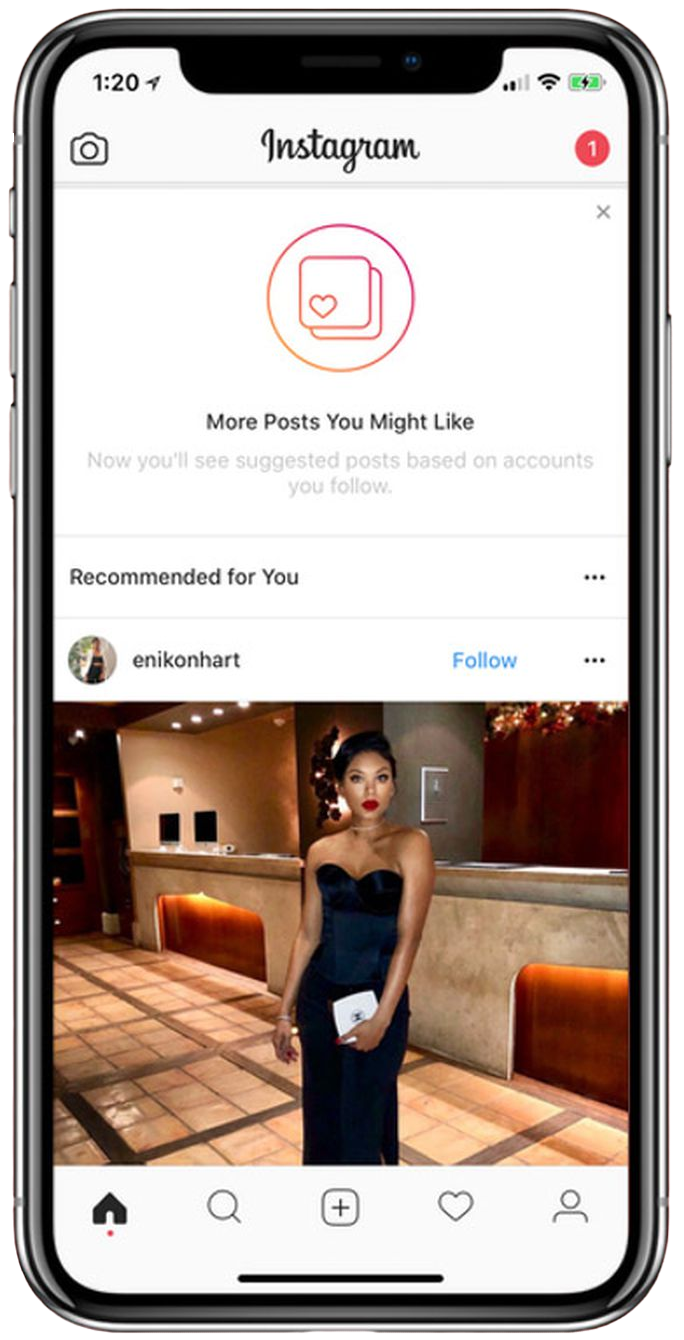 1:20
Instagram
1
More Posts You Might Like
Now you'll see suggested posts based on accounts
you follow.
Recommended for You
enikonhart
Follow